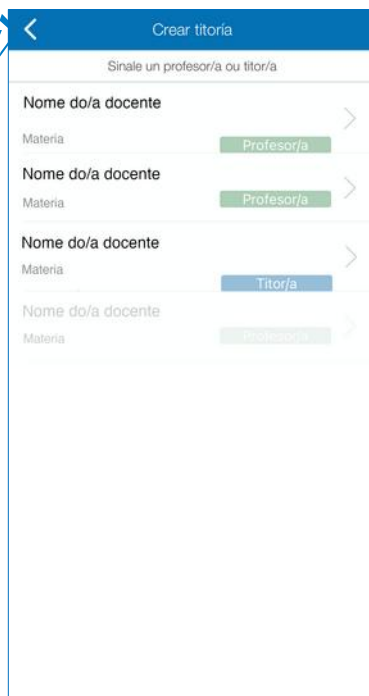 Crear titoría
Sinale un profesor/a ou titor/a
Nome do/a docente
Materia
Profesor/a
Nome do/a docente
Materia
Profesor/a
Nome do/a docente
Materia
Titor/a
Nome do/a docente
Materia
Profesor/a